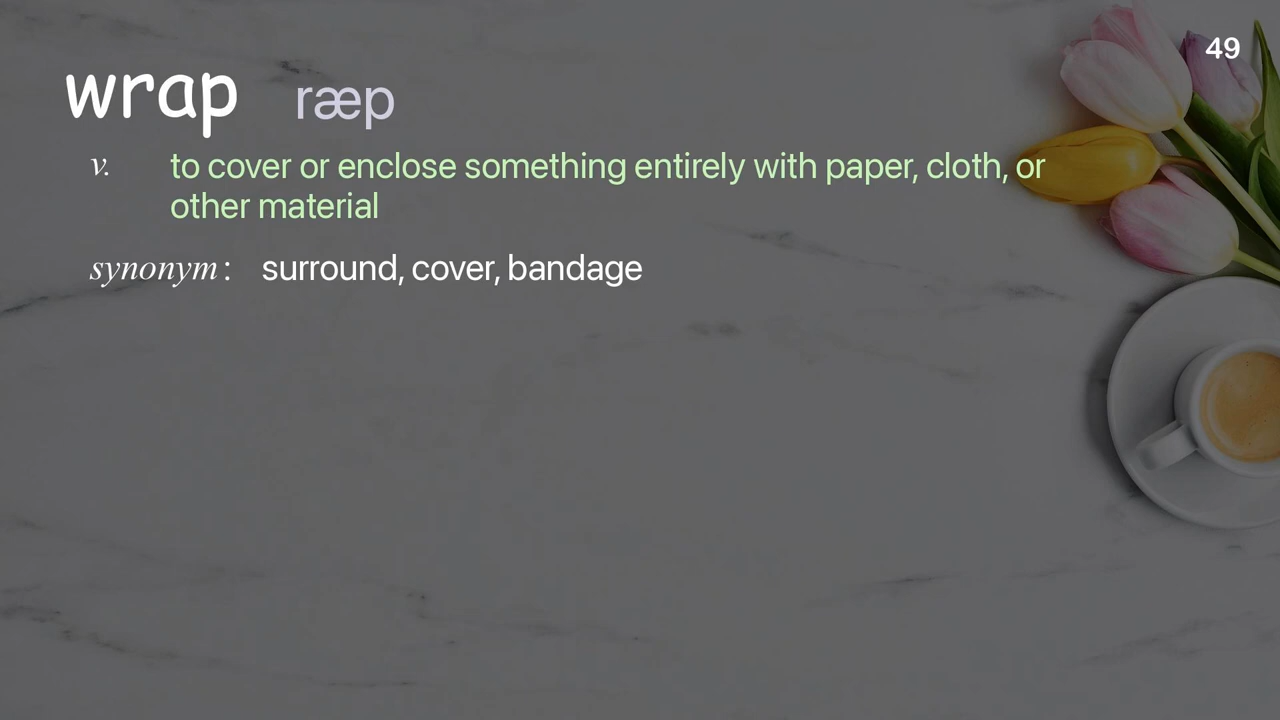 49
wrap ræp
v. to cover or enclose something entirely with paper, cloth, or
other material
synonym : surround, cover, bandage